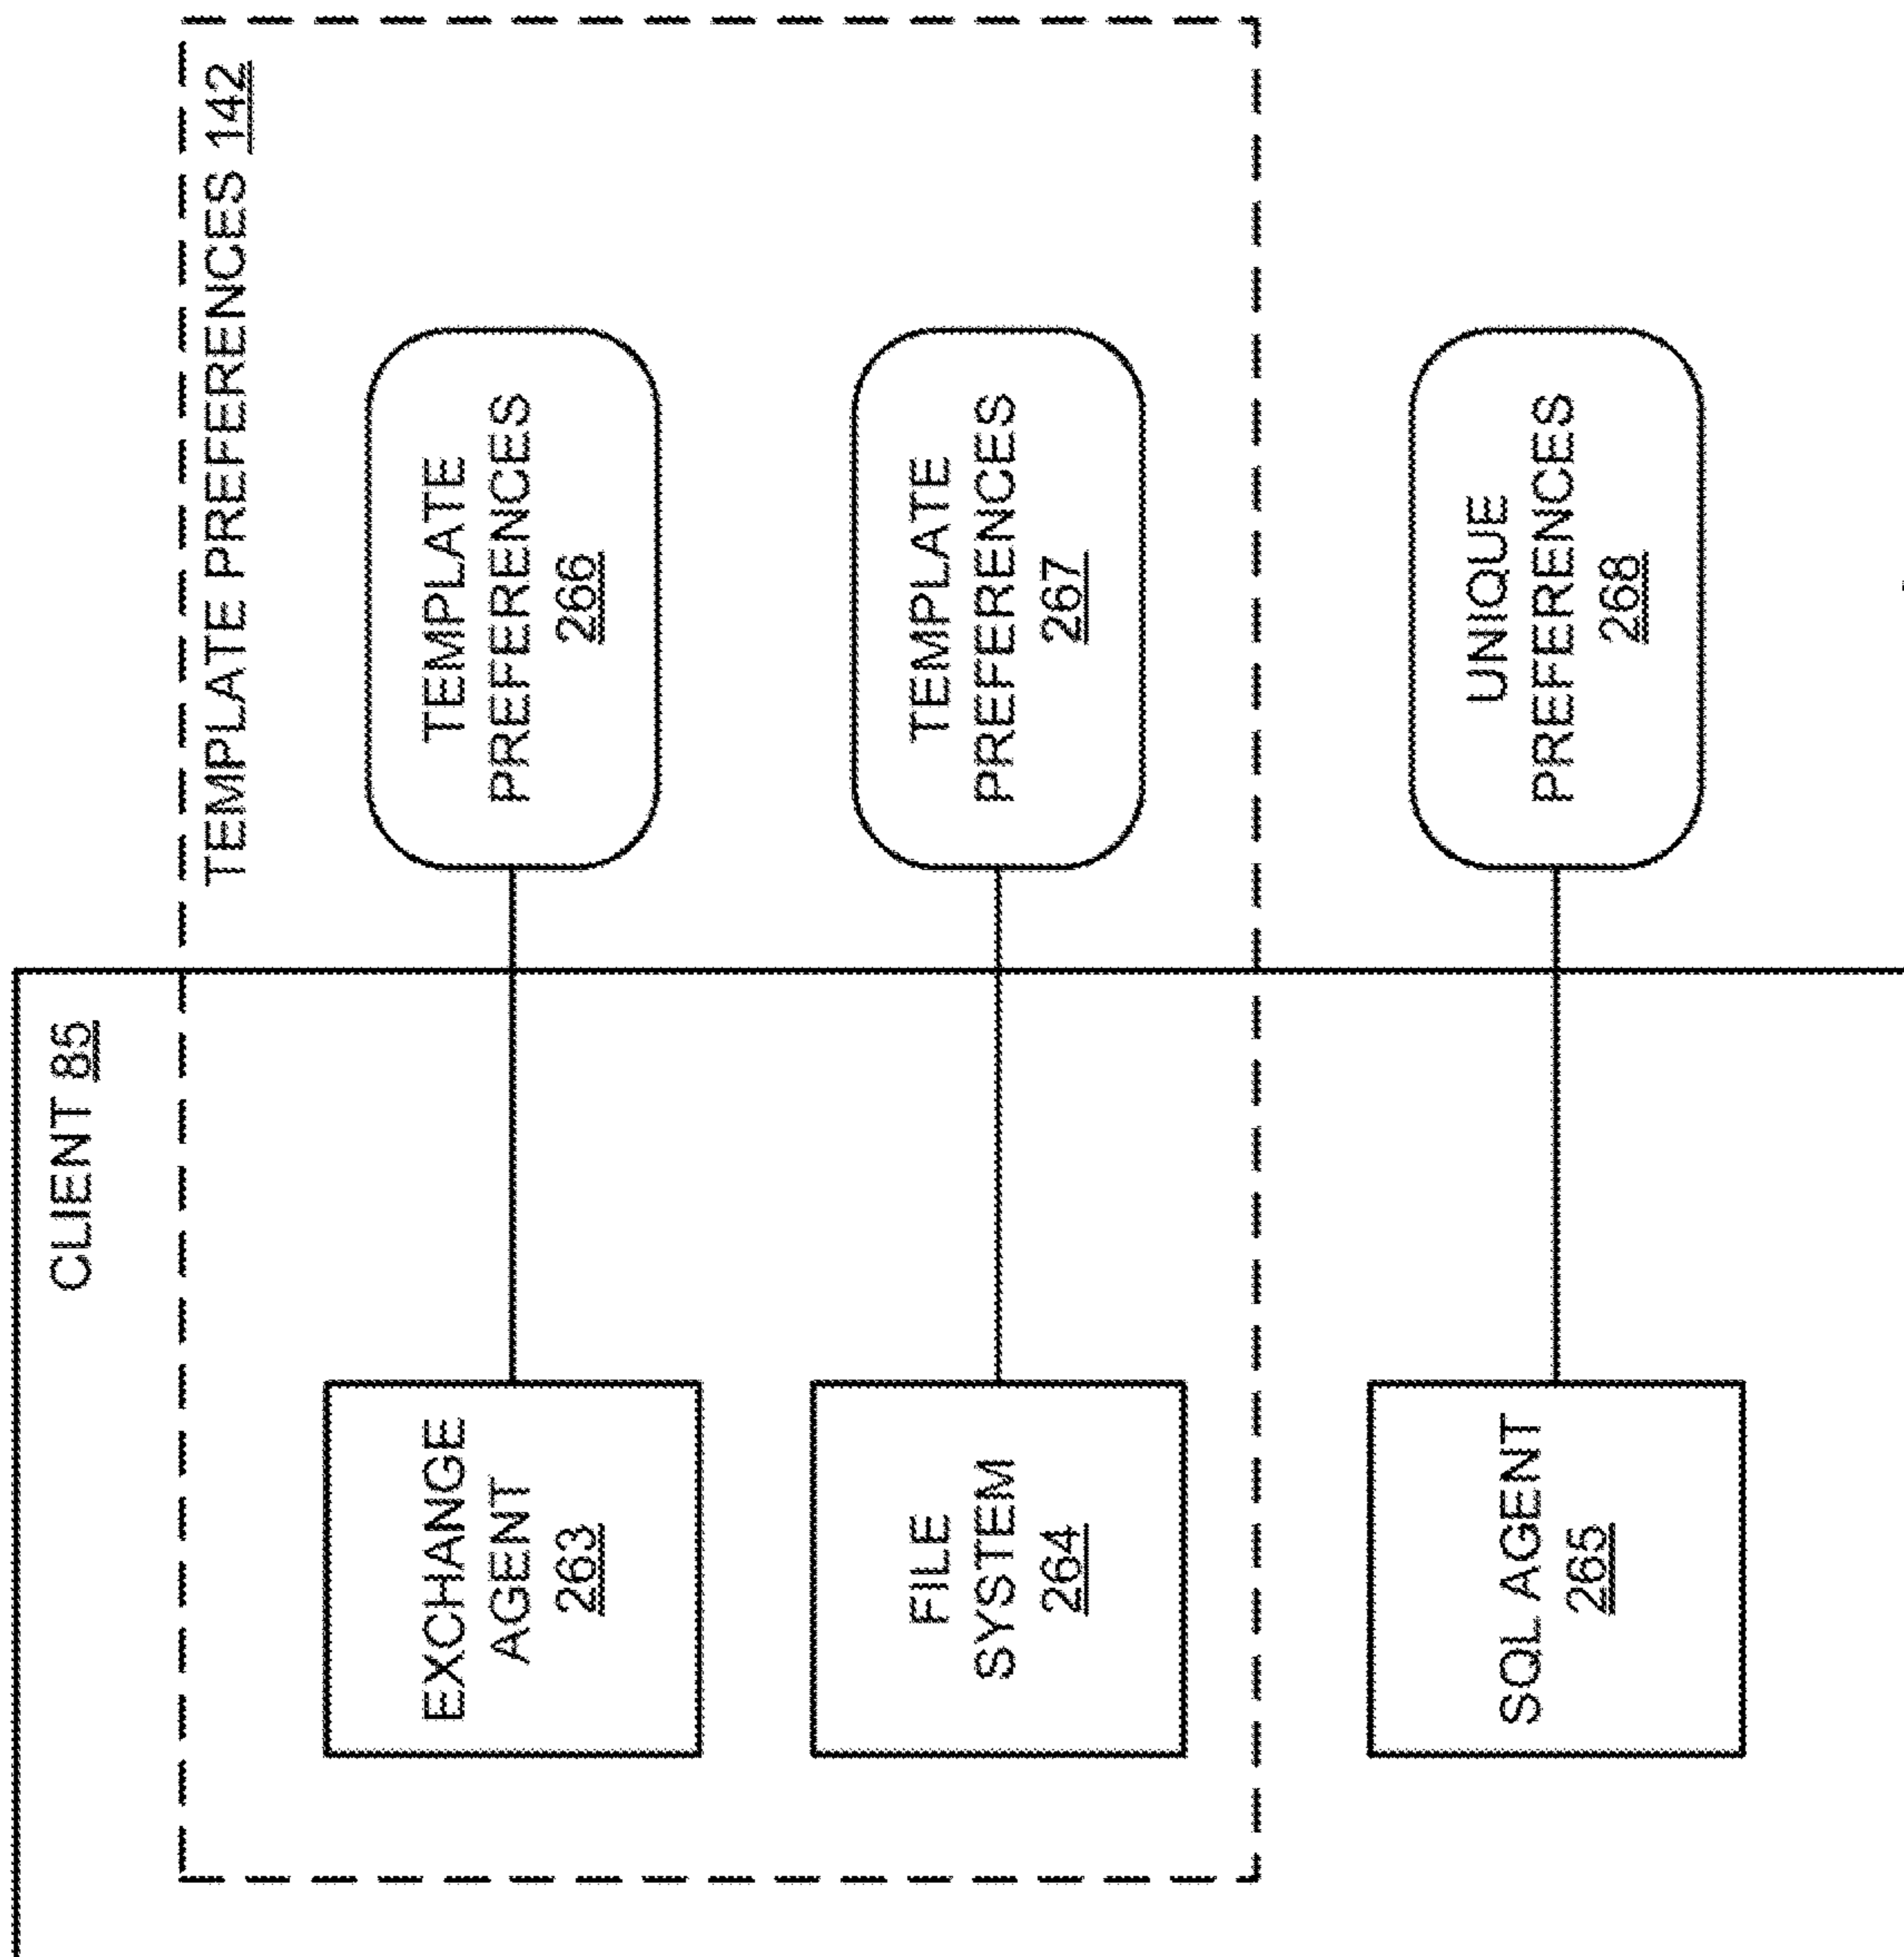 CLIENT 85
TEMPLATE PREFERENCES 142
EXCHANGE
AGENT
263
TEMPLATE
PREFERENCES
266
FILE
SYSTEM
264
TEMPLATE
PREFERENCES
267
SQL AGENT
265
UNIQUE
PREFERENCES
268